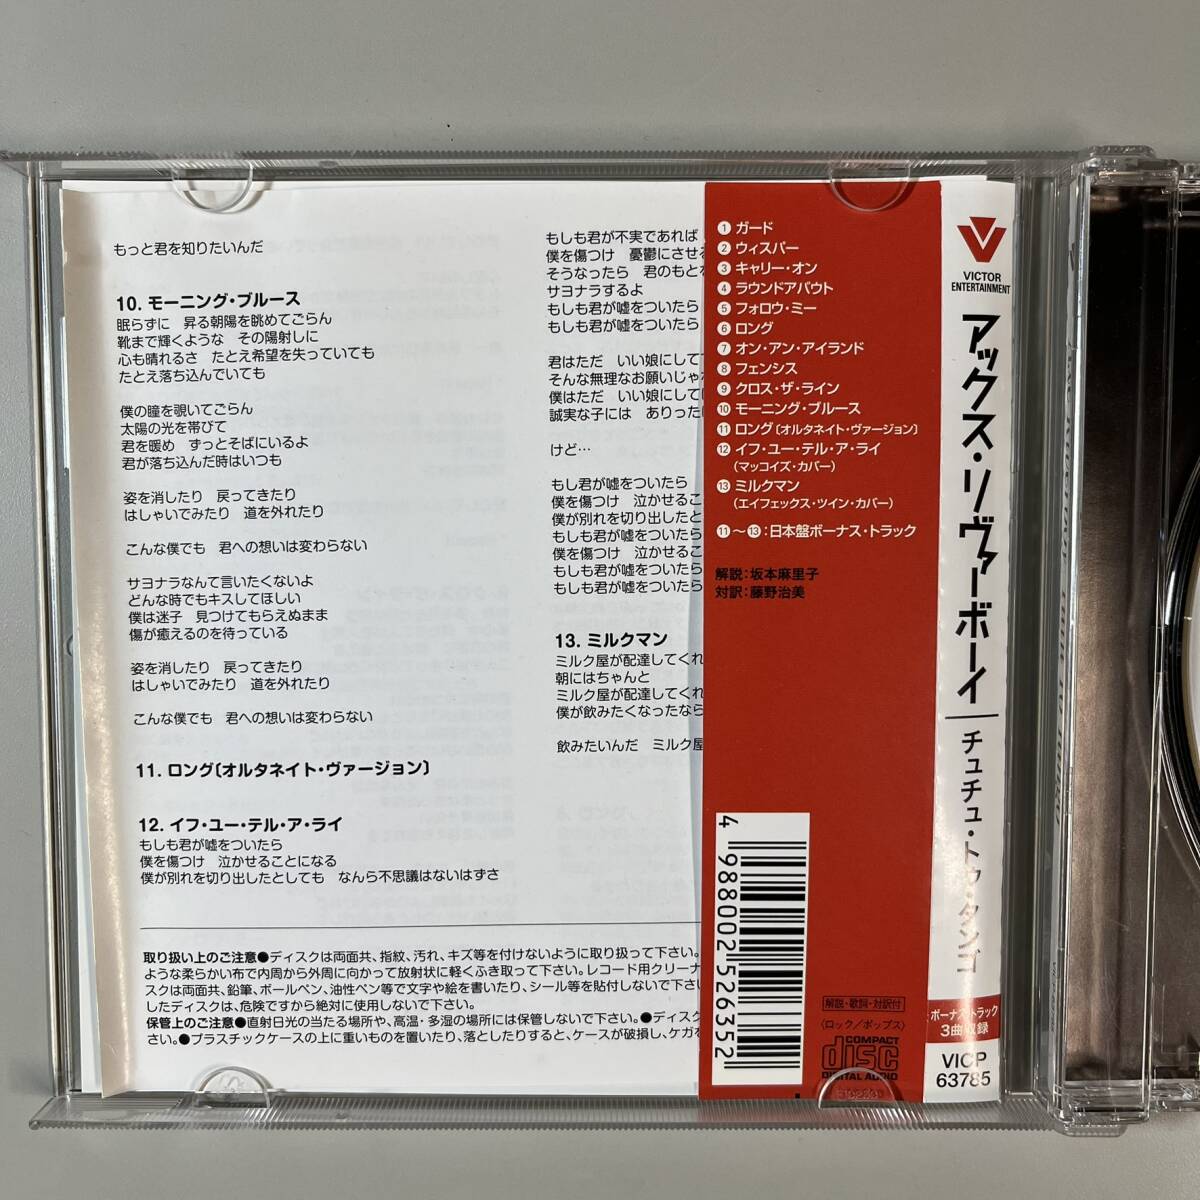 もっと君を知りたいんだ
10. モーニング・ブルース
眠らずに　昇る朝陽を眺めてごらん
靴まで輝くような　その陽射しに
心も晴れるさ　たとえ希望を失っていても
たとえ落ち込んでいても
僕の瞳を覗いてごらん
太陽の光を帯びて
君を暖め　ずっとそばにいるよ
君が落ち込んだ時はいつも
姿を消したり　戻ってきたり
はしゃいでみたり　道を外れたり
こんな僕でも　君への想いは変わらない
サヨナラなんて言いたくないよ
どんな時でもキスしてほしい
僕は迷子　見つけてもらえぬまま
傷が癒えるのを待っている
姿を消したり　戻ってきたり
はしゃいでみたり　道を外れたり
こんな僕でも　君への想いは変わらない
11. ロング〔オルタネイト・ヴァージョン〕
12. イフ・ユー・テル・ア・ライ
もしも君が嘘をついたら
僕を傷つけ　泣かせることになる
僕が別れを切り出したとしても　なんら不思議はないはずさ
もしも君が不実であれば
僕を傷つけ　憂鬱にさせる
そうなったら　君のもとを
サヨナラするよ
もしも君が嘘をついたら
もしも君が嘘をついたら
君はただ　いい娘にして
そんな無理なお願いじゃな
僕はただ　いい娘にして
誠実な子には　ありったけ
けど…
もし君が嘘をついたら
僕を傷つけ　泣かせるこ
僕が別れを切り出したと
もしも君が嘘をついたら
僕を傷つけ　泣かせるこ
もしも君が嘘をついたら
もしも君が嘘をついたら
13. ミルクマン
ミルク屋が配達してくれ
朝にはちゃんと
ミルク屋が配達してくれ
僕が飲みたくなったなら
飲みたいんだ　ミルク屋
取り扱い上のご注意●ディスクは両面共、指紋、汚れ、キズ等を付けないように取り扱って下さい。
ような柔らかい布で内周から外周に向かって放射状に軽くふき取って下さい。レコード用クリーナ
スクは両面共、鉛筆、ボールペン、油性ペン等で文字や絵を書いたり、シール等を貼付しないで下さい
したディスクは、危険ですから絶対に使用しないで下さい。
保管上のご注意●直射日光の当たる場所や、高温・多湿の場所には保管しないで下さい。●ディスク
さい。●プラスチックケースの上に重いものを置いたり、落としたりすると、ケースが破損し、ケガを
①ガード
②ウィスパー
③キャリー・オン
④ラウンドアバウト
⑤フォロウ・ミー
⑥ロング
⑦オン・アン・アイランド
⑧フェンシス
⑨クロス・ザ・ライン
⑩モーニング・ブルース
⑪ロング〔オルタネイト・ヴァージョン〕
⑫イフ・ユー・テル・ア・ライ
(マッコイズ・カバー)
⑬ミルクマン
(エイフェックス・ツイン・カバー)
⑪～⑬:日本盤ボーナス・トラック
解説:坂本麻里子
対訳:藤野治美
4 988002 526352
解説・歌詞・対訳付
〈ロック/ポップス〉
COMPACT
disc
DIGITAL AUDIO
VICTOR
ENTERTAINMENT
アックス・リヴァーボーイ
チュチュ・トゥ・タンゴ
ボーナス・トラック
3曲収録
VICP
63785